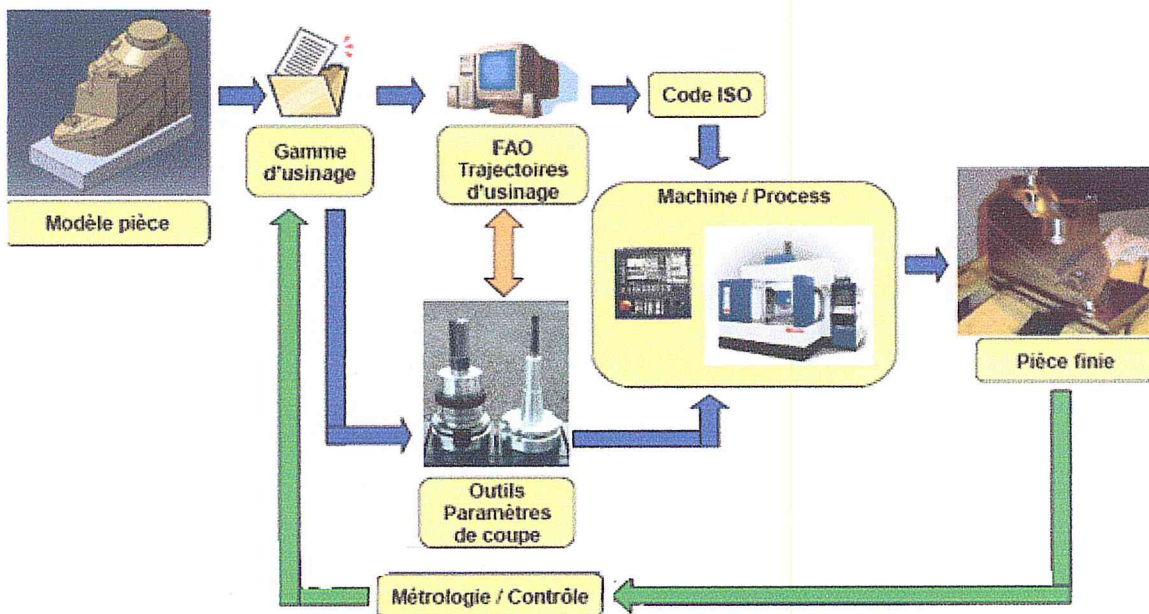 Modèle pièce
Gamme
d'usinage
FAO
Trajectoires
d'usinage
Code ISO
Machine / Process
Pièce finie
Outils
Paramètres
de coupe
Métrologie / Contrôle